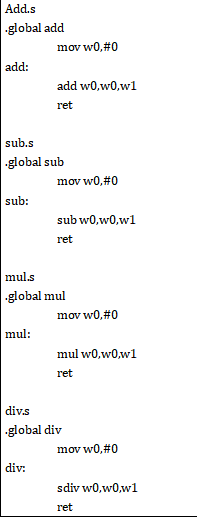 Add.s
.global add
mov w0,#0
add:
add w0,w0,w1
ret
sub.s
.global sub
mov w0,#0
sub:
sub w0,w0,w1
ret
mul.s
.global mul
mov w0,#0
mul:
mul w0,w0,w1
ret
div.s
.global div
mov w0,#0
div:
sdiv w0,w0,w1
ret